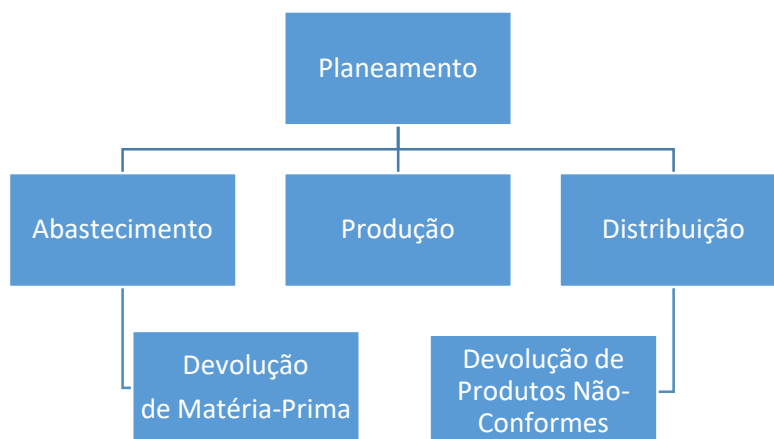 Planeamento
Abastecimento
Produção
Distribuição
Devolução
de Matéria-Prima
Devolução de
Produtos Não-
Conformes